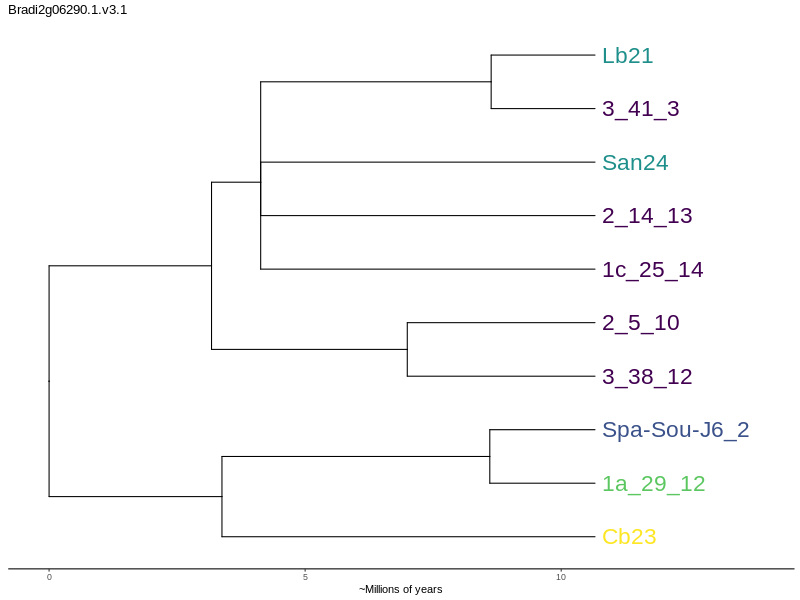 Bradi2g06290.1.v3.1
Lb21
3_41_3
San24
2_14_13
1c_25_14
2_5_10
3_38_12
Spa-Sou-J6_2
1a_29_12
Cb23
0 5 10
~Millions of years